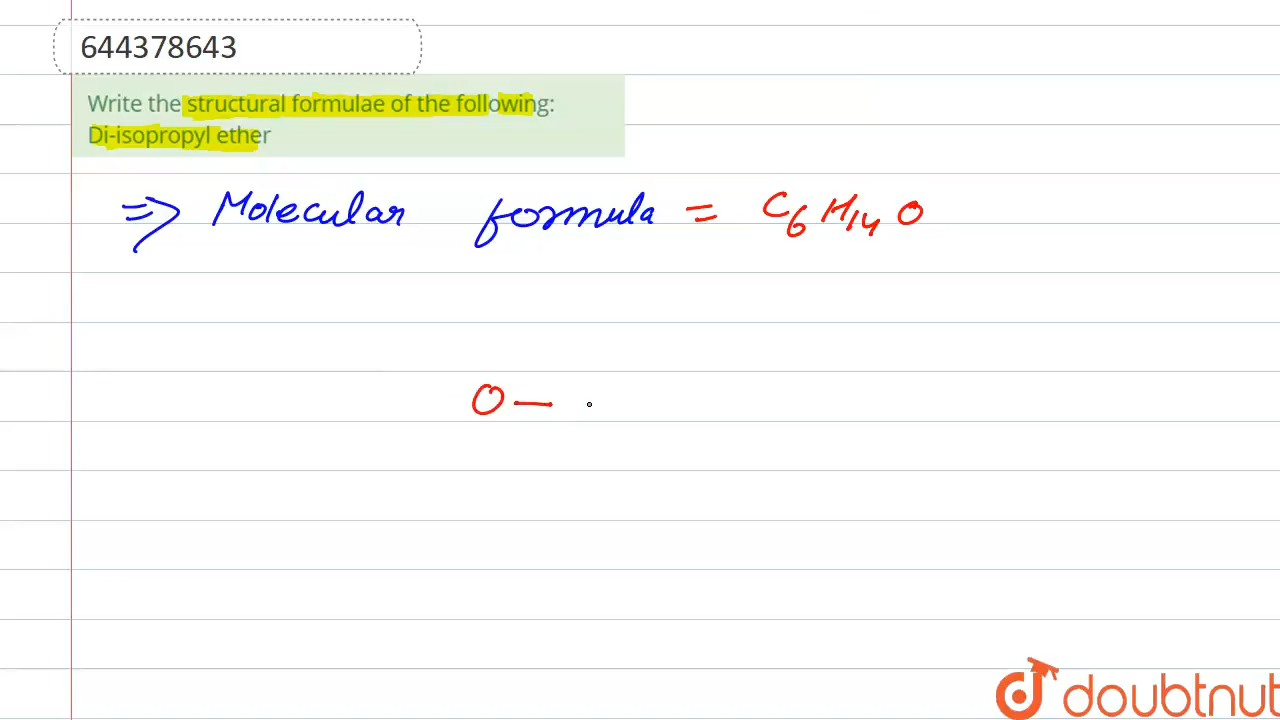 644378643
Write the structural formulae of the following:
Di-isopropyl ether
⇒ Molecular formula = C₆H₁₄O
O —
doubtnut